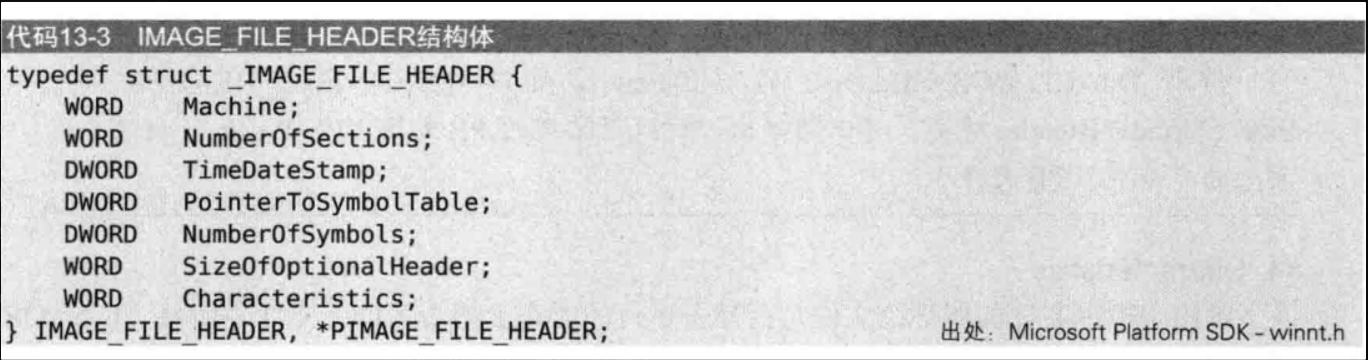 代码13-3 IMAGE_FILE_HEADER结构体
typedef struct _IMAGE_FILE_HEADER {
    WORD    Machine;
    WORD    NumberOfSections;
    DWORD   TimeDateStamp;
    DWORD   PointerToSymbolTable;
    DWORD   NumberOfSymbols;
    WORD    SizeOfOptionalHeader;
    WORD    Characteristics;
} IMAGE_FILE_HEADER, *PIMAGE_FILE_HEADER;
出处：Microsoft Platform SDK - winnt.h